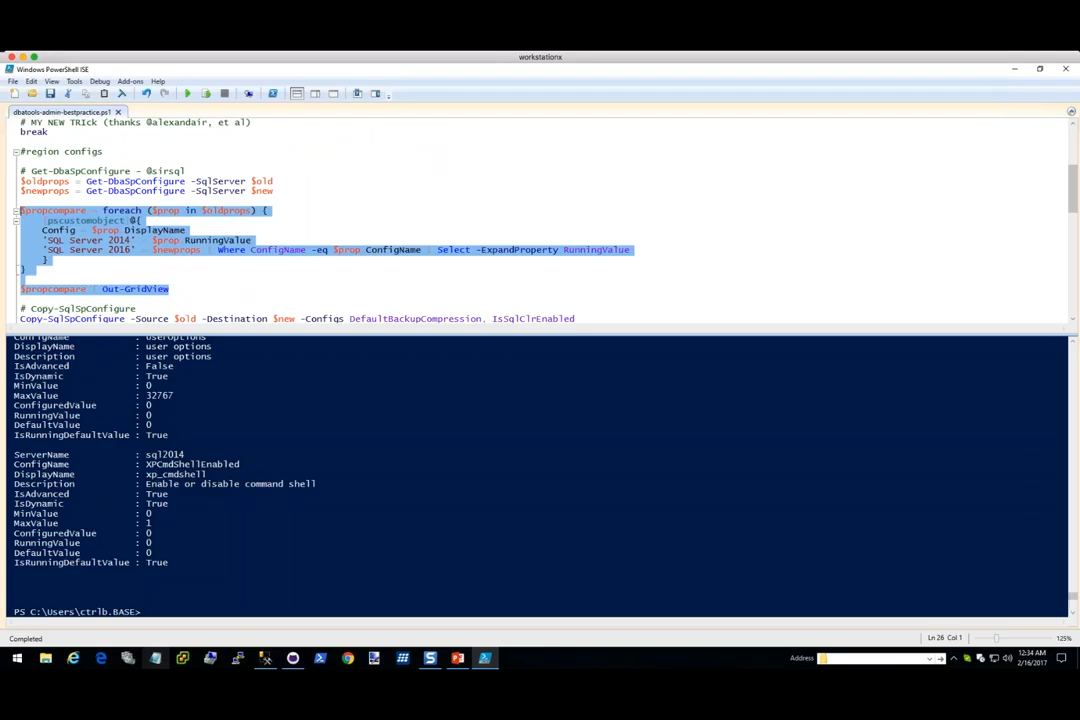 workstationx
Windows PowerShell ISE
File Edit View Tools Debug Add-ons Help
dbatools-admin-bestpractice.ps1
# MY NEW TRIck (thanks @alexandair, et al)
break
#region configs
# Get-DbaSpConfigure - @sirsql
$oldprops = Get-DbaSpConfigure -SqlServer $old
$newprops = Get-DbaSpConfigure -SqlServer $new
$propcompare = foreach ($prop in $oldprops) {
[pscustomobject]@{
Config = $prop.DisplayName
'SQL Server 2014' = $prop.RunningValue
'SQL Server 2016' = $newprops | Where ConfigName -eq $prop.ConfigName | Select -ExpandProperty RunningValue
}
}
$propcompare | Out-GridView
# Copy-SqlSpConfigure
Copy-SqlSpConfigure -Source $old -Destination $new -Configs DefaultBackupCompression, IsSqlClrEnabled
ConfigName : UserOptions
DisplayName : user options
Description : user options
IsAdvanced : False
IsDynamic : True
MinValue : 0
MaxValue : 32767
ConfiguredValue : 0
RunningValue : 0
DefaultValue : 0
IsRunningDefaultValue : True
ServerName : sql2014
ConfigName : XPCmdShellEnabled
DisplayName : xp_cmdshell
Description : Enable or disable command shell
IsAdvanced : True
IsDynamic : True
MinValue : 0
MaxValue : 1
ConfiguredValue : 0
RunningValue : 0
DefaultValue : 0
IsRunningDefaultValue : True
PS C:\Users\ctrlb.BASE>
Completed
Ln 26 Col 1
125%
Address
12:34 AM
2/16/2017